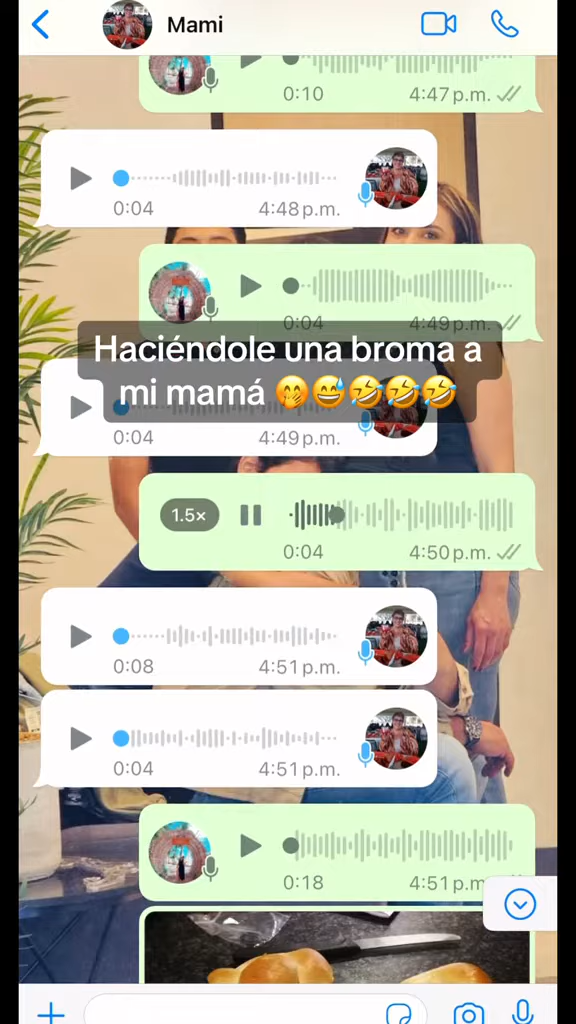 Mami
0:10 4:47 p.m.
0:04 4:48 p.m.
0:04 4:49 p.m.
Haciéndole una broma a
mi mamá 🤭😅🤣🤣🤣
0:04 4:49 p.m.
1.5×
0:04 4:50 p.m.
0:08 4:51 p.m.
0:04 4:51 p.m.
0:18 4:51 p.m.